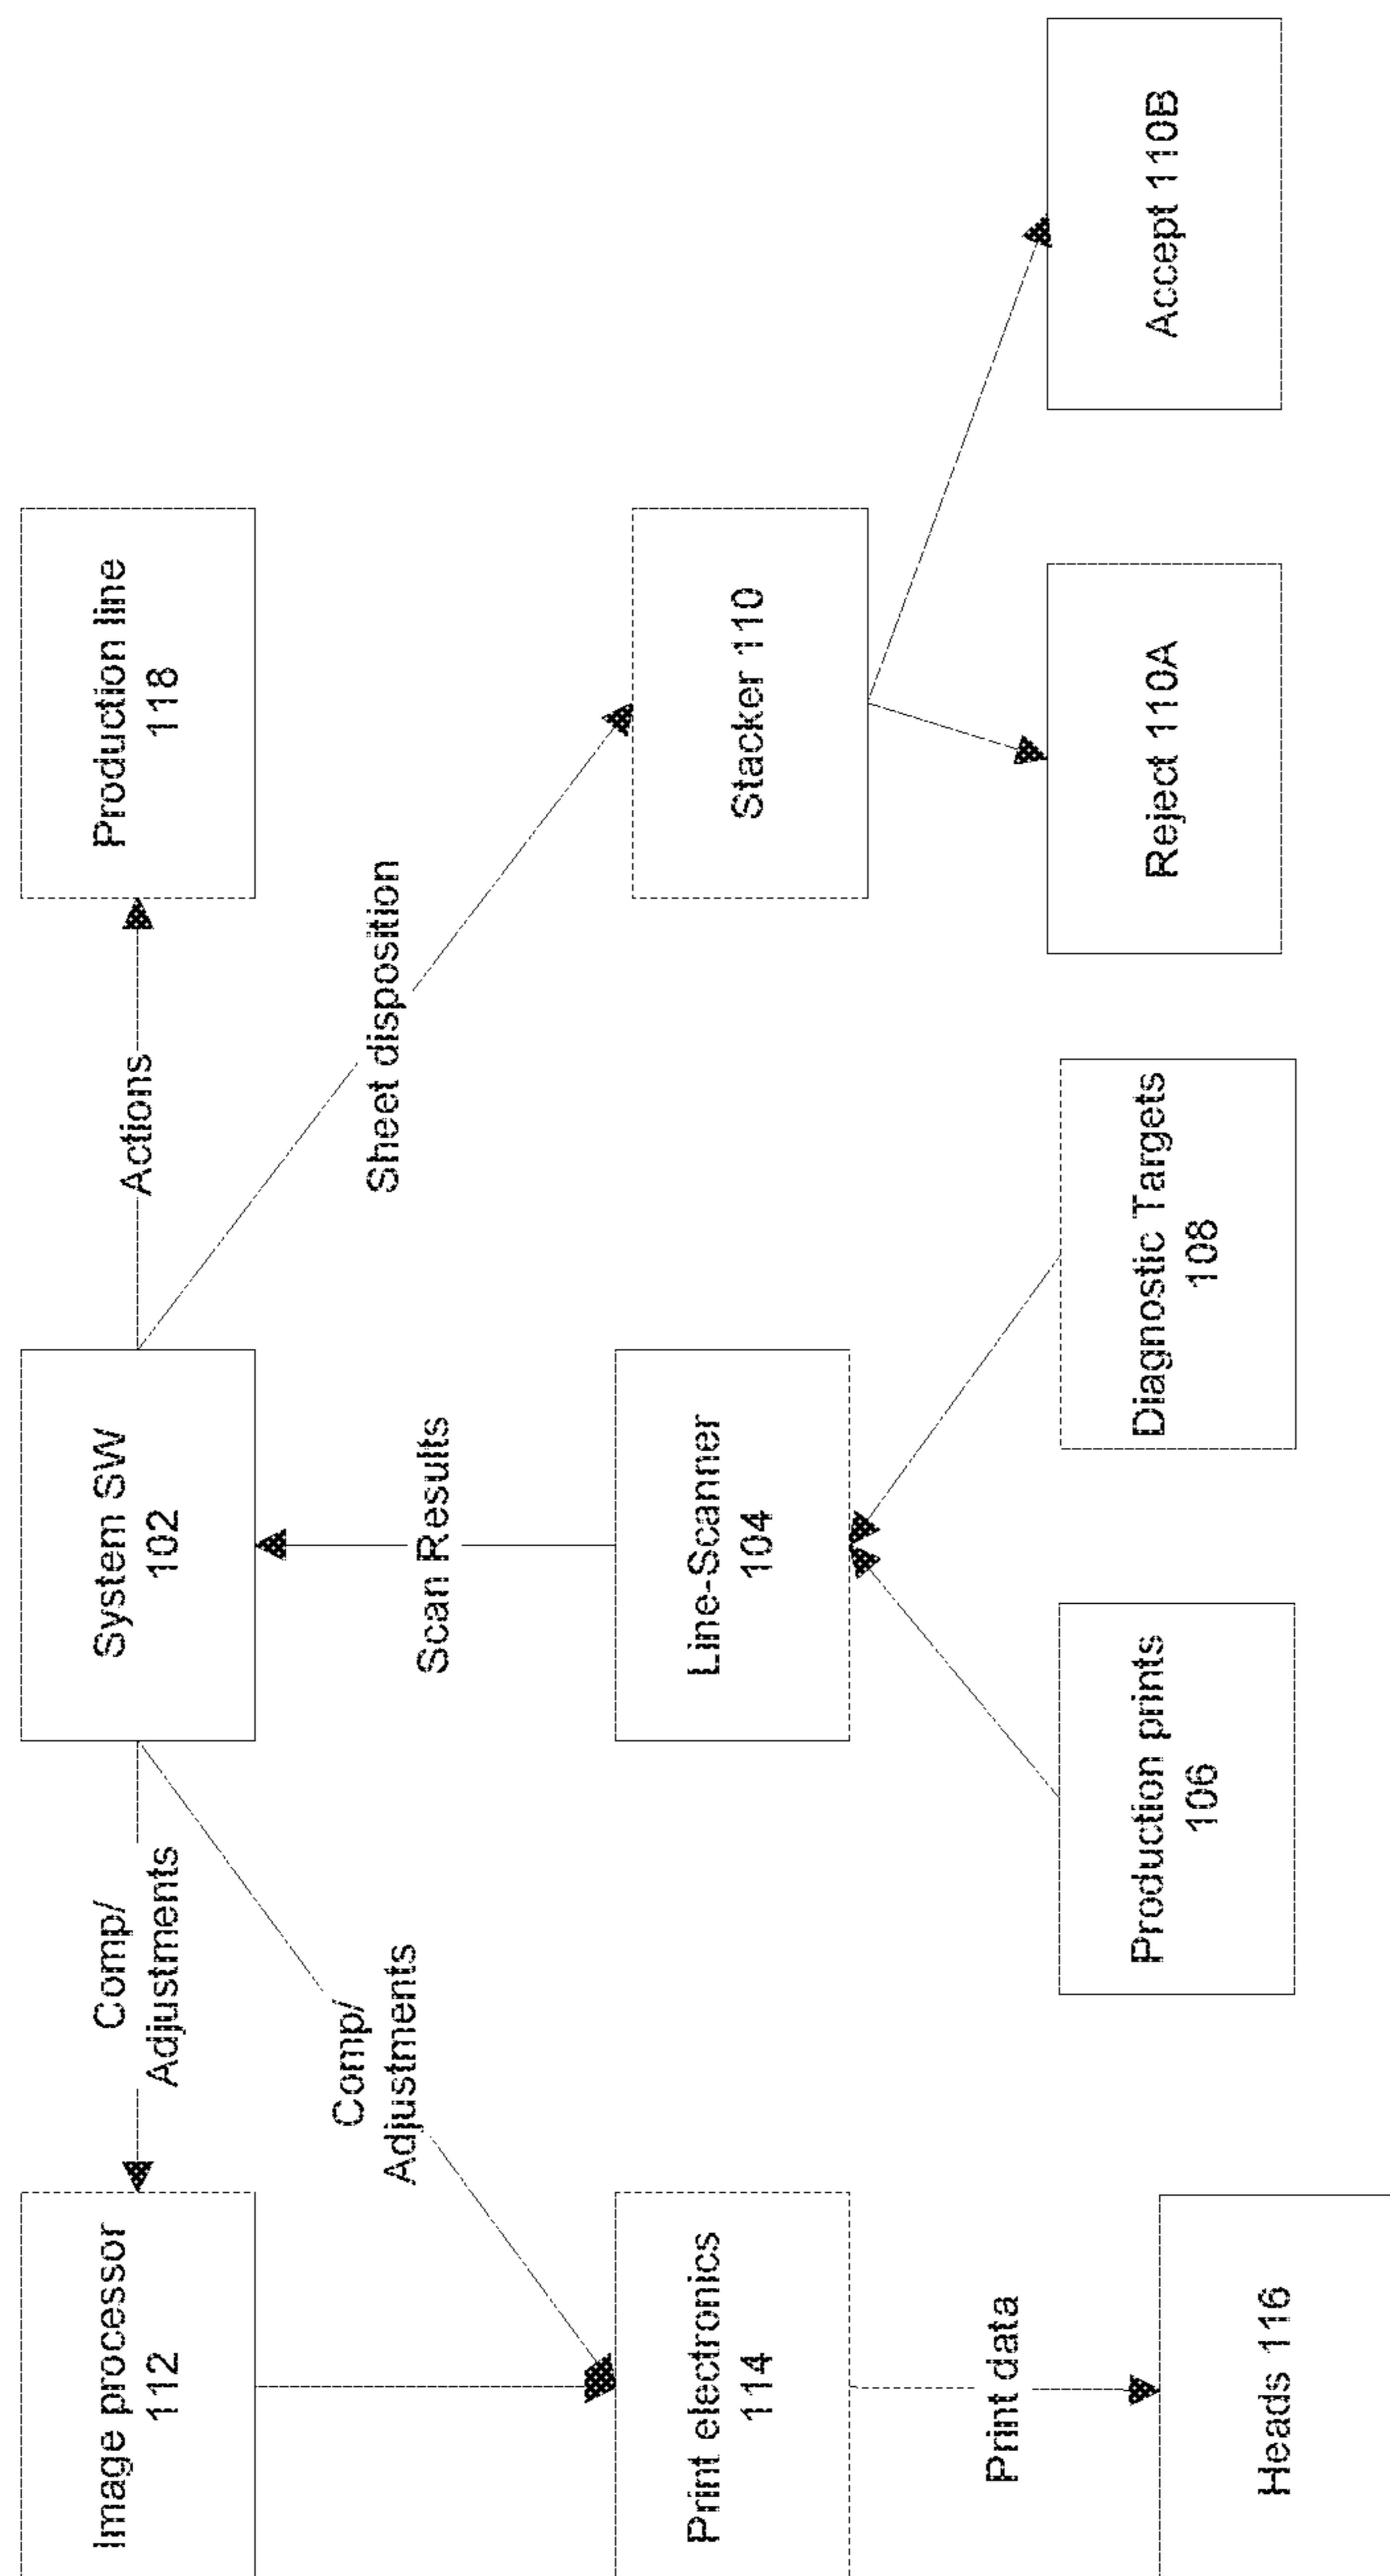 Image processor
112
Comp/
Adjustments
System SW
102
Actions
Production line
118
Comp/
Adjustments
Scan Results
Sheet disposition
Print electronics
114
Line-Scanner
104
Stacker 110
Print data
Heads 116
Production prints
106
Diagnostic Targets
108
Reject 110A
Accept 110B